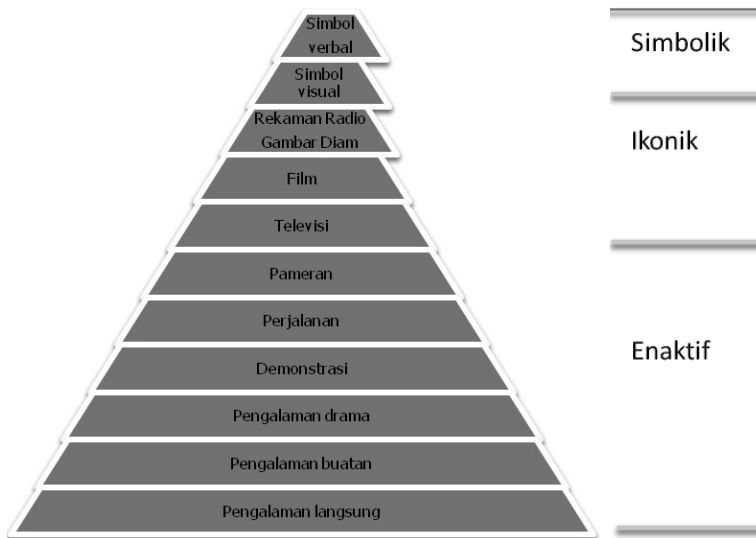 Simbol
verbal
Simbol
visual
Rekaman Radio
Gambar Diam
Film
Televisi
Pameran
Perjalanan
Demonstrasi
Pengalaman drama
Pengalaman buatan
Pengalaman langsung
Simbolik
Ikonik
Enaktif